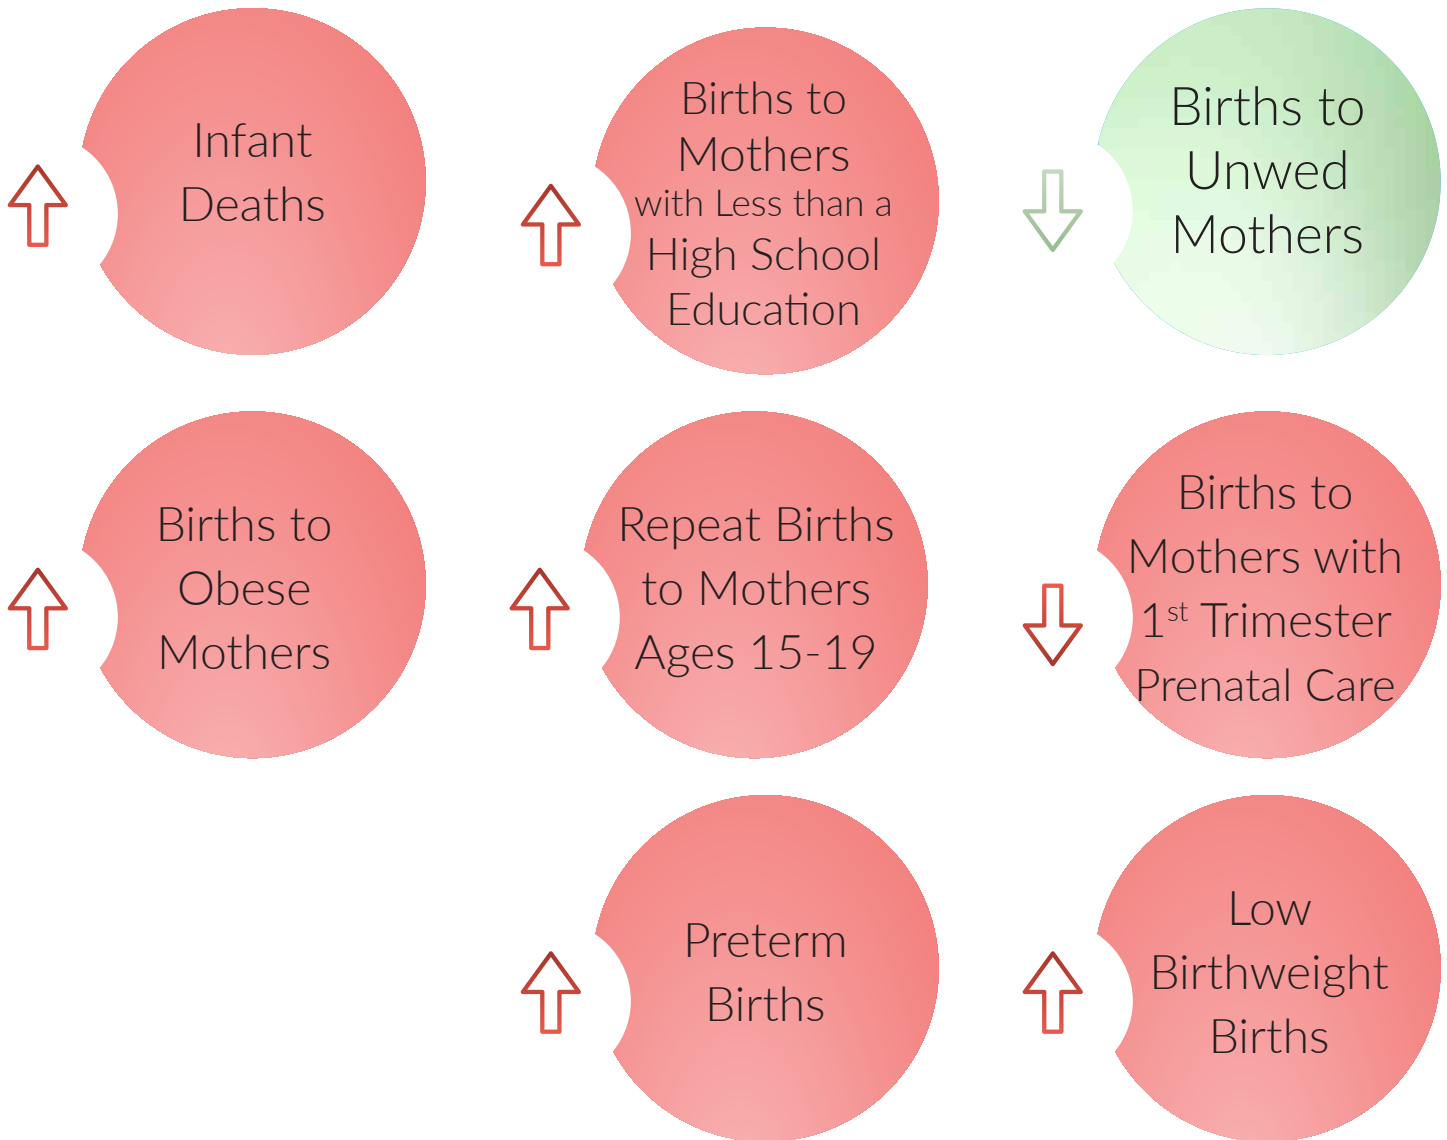 Infant
Deaths
Births to
Mothers
with Less than a
High School
Education
Births to
Unwed
Mothers
Births to
Obese
Mothers
Repeat Births
to Mothers
Ages 15-19
Births to
Mothers with
1st Trimester
Prenatal Care
Preterm
Births
Low
Birthweight
Births